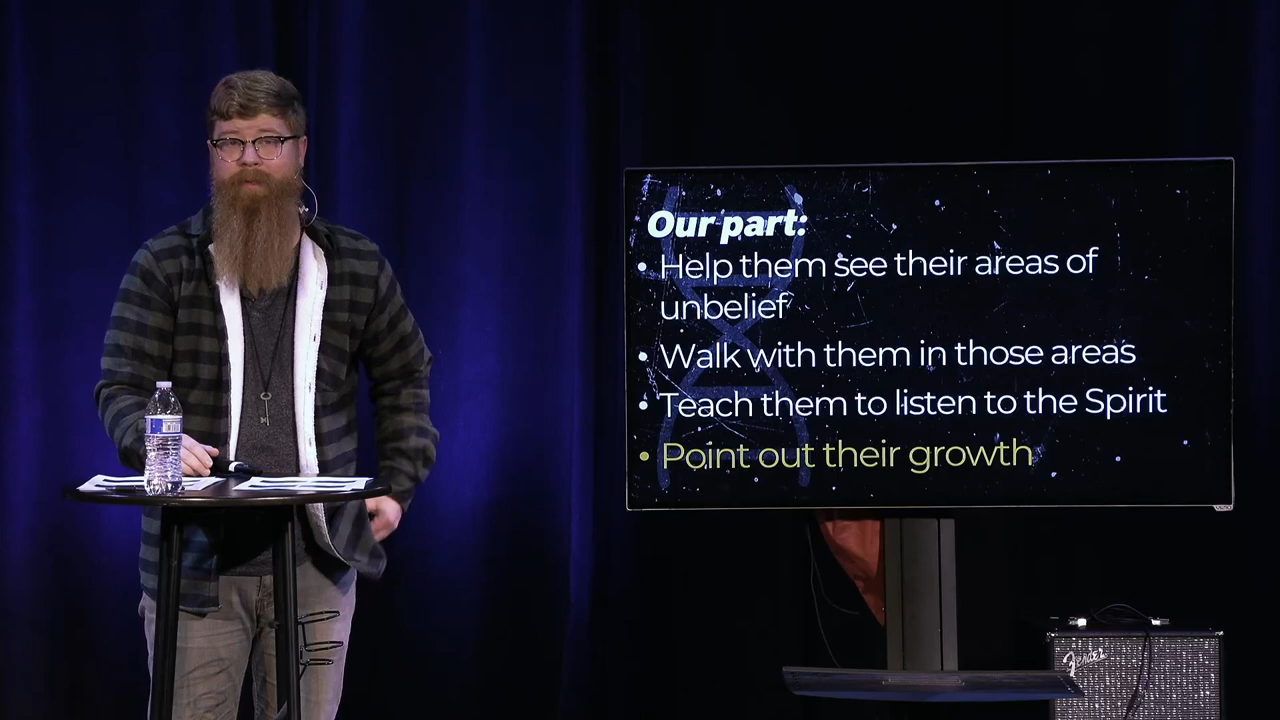 Our part:
• Help them see their areas of
unbelief
• Walk with them in those areas
• Teach them to listen to the Spirit
• Point out their growth
Fender